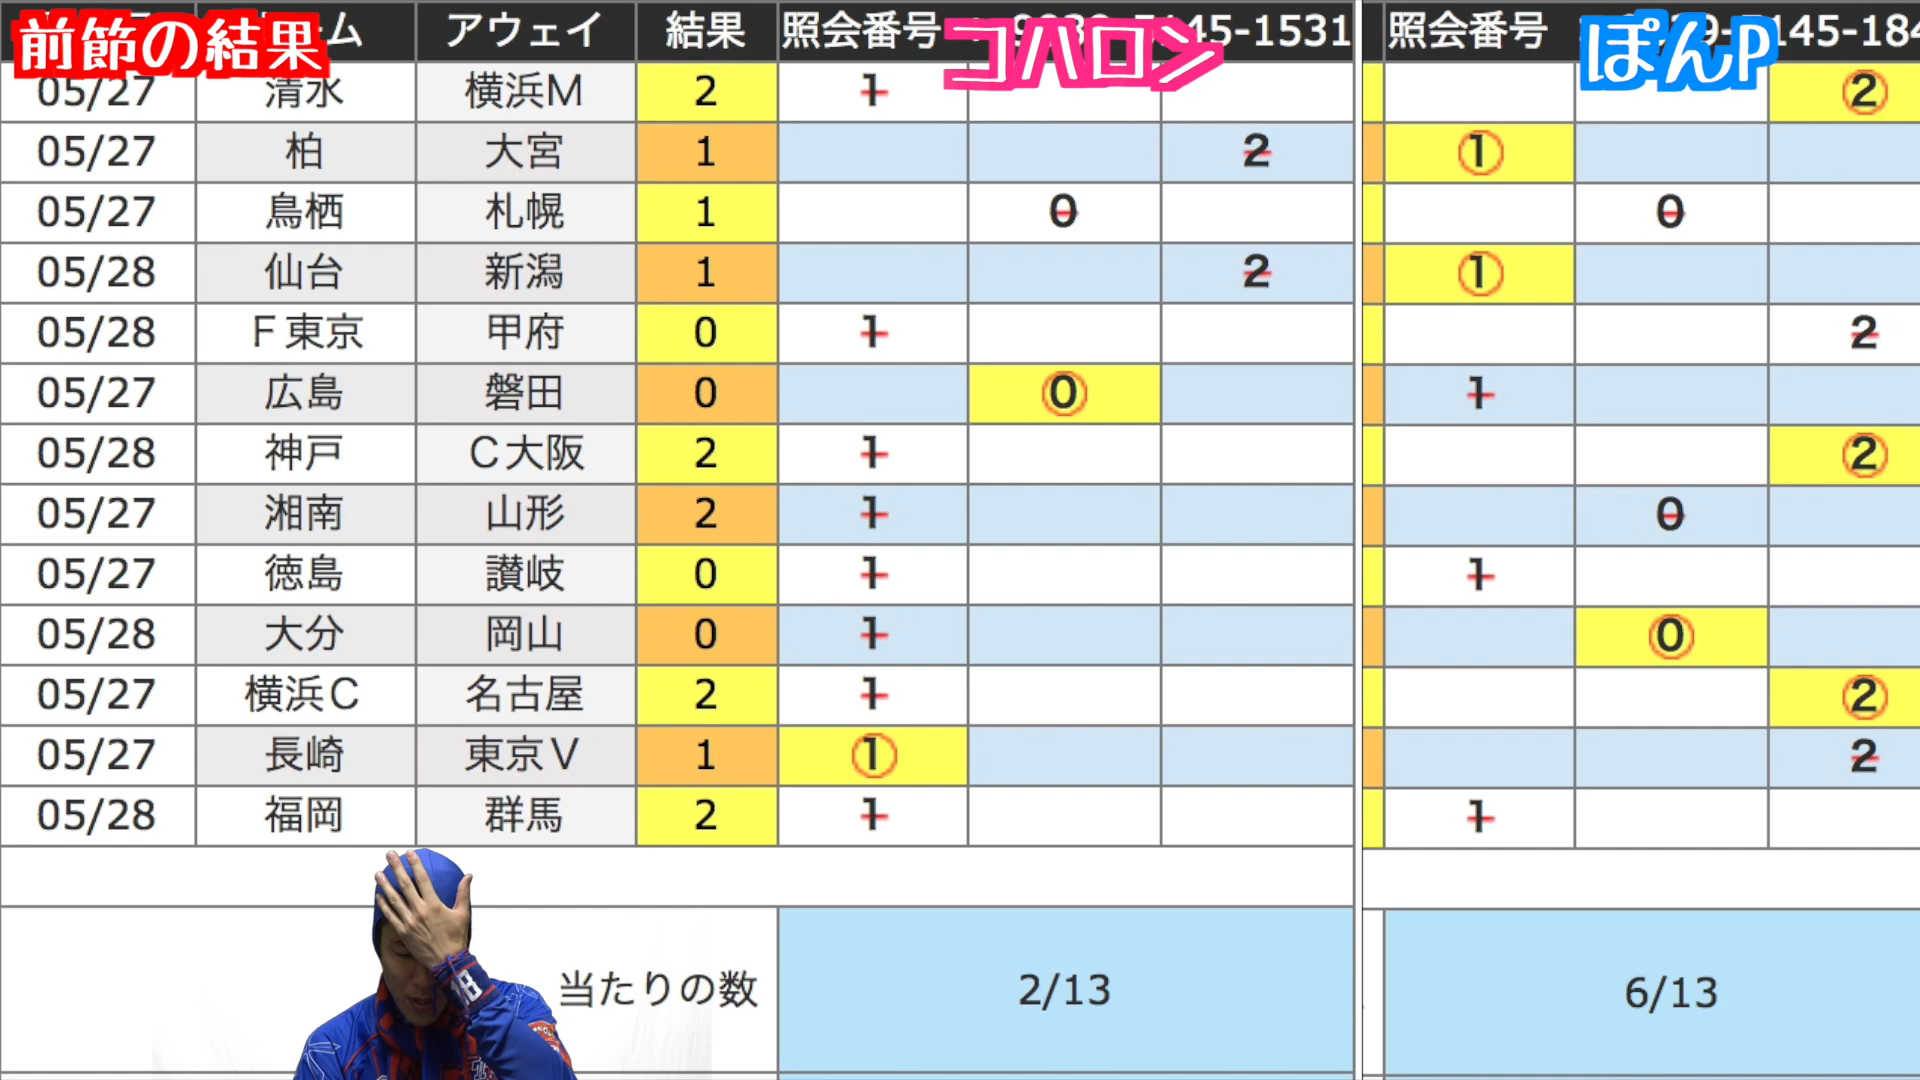 前節の結果 ム アウェイ 結果 照会番号 コハロン 45-1531 照会番号 ぽんP 145-184
05/27 清水 横浜M 2 1 2
05/27 柏 大宮 1 2 1
05/27 鳥栖 札幌 1 0 0
05/28 仙台 新潟 1 2 1
05/28 F東京 甲府 0 1 2
05/27 広島 磐田 0 0 1
05/28 神戸 C大阪 2 1 2
05/27 湘南 山形 2 1 0
05/27 徳島 讃岐 0 1 1
05/28 大分 岡山 0 1 0
05/27 横浜C 名古屋 2 1 2
05/27 長崎 東京V 1 1 2
05/28 福岡 群馬 2 1 1
当たりの数 2/13 6/13
18